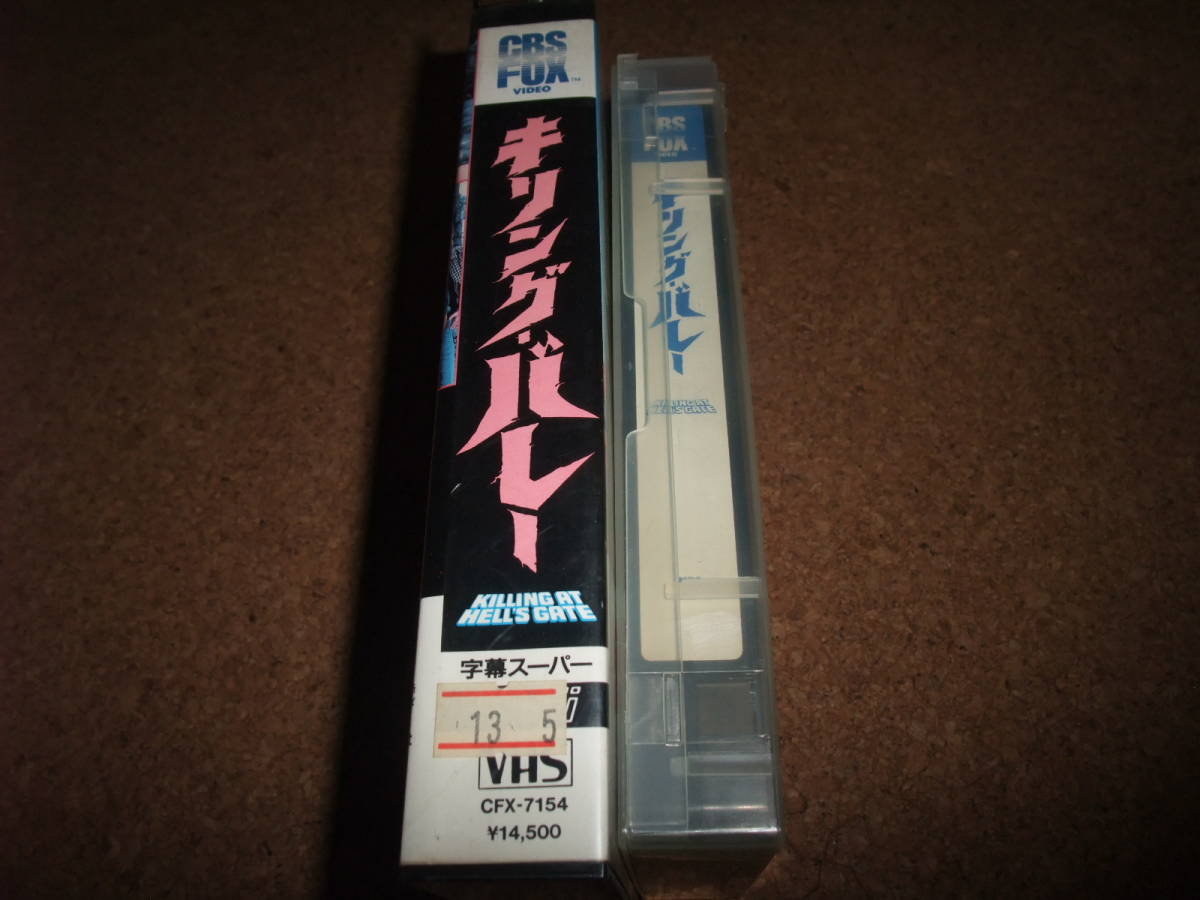 CBS
FOX
VIDEO
TM
キリング・バレー
KILLING AT
HELL'S GATE
字幕スーパー
13 5
VHS
CFX-7154
¥14,500
CBS
FOX
VIDEO
キリング・バレー
KILLING AT
HELL'S GATE